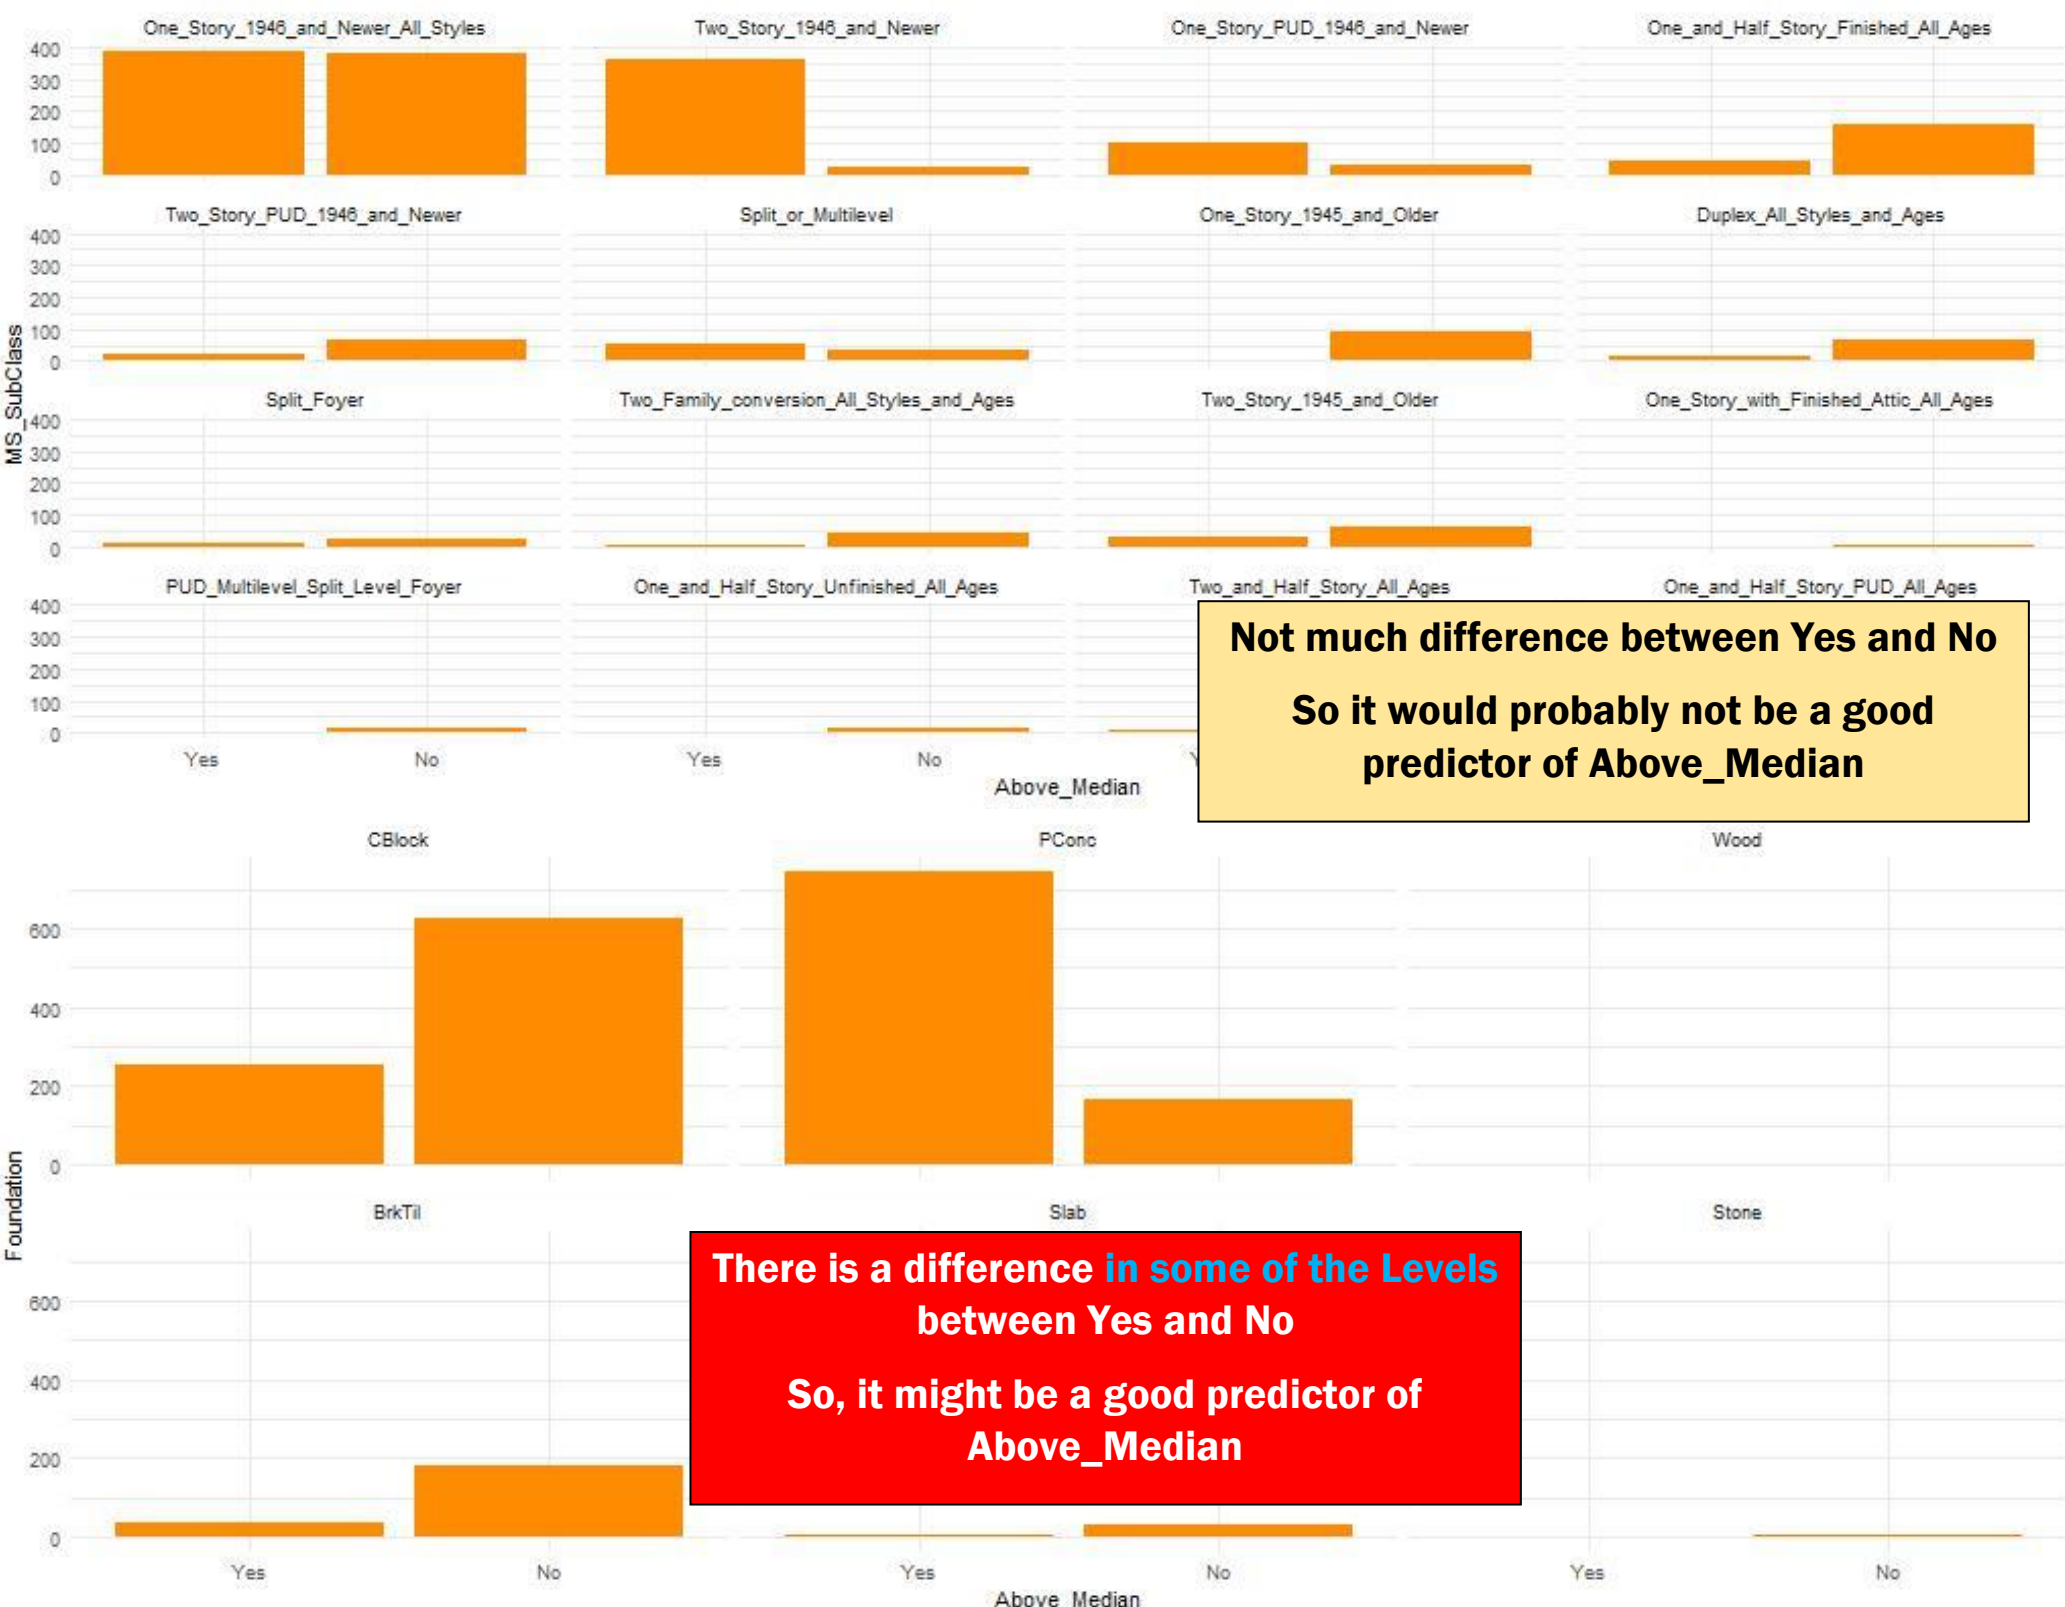 One_Story_1946_and_Newer_All_Styles Two_Story_1946_and_Newer One_Story_PUD_1946_and_Newer One_and_Half_Story_Finished_All_Ages
400
300
200
100
0
Two_Story_PUD_1946_and_Newer Split_or_Multilevel One_Story_1945_and_Older Duplex_All_Styles_and_Ages
400
300
200
100
0
MS_SubClass
Split_Foyer Two_Family_conversion_All_Styles_and_Ages Two_Story_1945_and_Older One_Story_with_Finished_Attic_All_Ages
400
300
200
100
0
PUD_Multilevel_Split_Level_Foyer One_and_Half_Story_Unfinished_All_Ages Two_and_Half_Story_All_Ages One_and_Half_Story_PUD_All_Ages
400
300
200
100
0
Yes No Yes No
Above_Median
Not much difference between Yes and No
So it would probably not be a good
predictor of Above_Median
CBlock PConc Wood
600
400
200
0
Foundation
BrkTil Slab Stone
600
400
200
0
There is a difference in some of the Levels
between Yes and No
So, it might be a good predictor of
Above_Median
Yes No Yes No Yes No
Above_Median